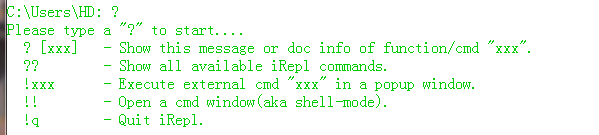 C:\Users\HD: ?
Please type a "?" to start....
? [xxx] - Show this message or doc info of function/cmd "xxx".
?? - Show all available iRepl commands.
!xxx - Execute external cmd "xxx" in a popup window.
!! - Open a cmd window(aka shell-mode).
!q - Quit iRepl.